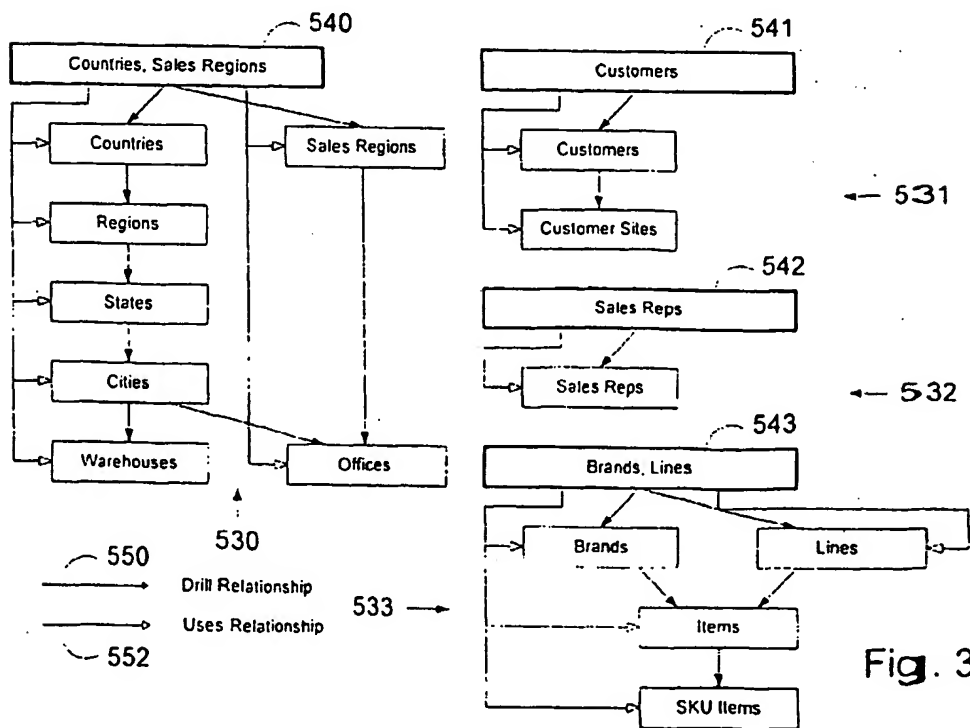 540
Countries, Sales Regions
Countries
Sales Regions
Regions
States
Cities
Warehouses
Offices
530
550
Drill Relationship
Uses Relationship
552
541
Customers
Customers
531
Customer Sites
542
Sales Reps
Sales Reps
532
543
Brands, Lines
Brands
Lines
533
Items
SKU Items
Fig. 3